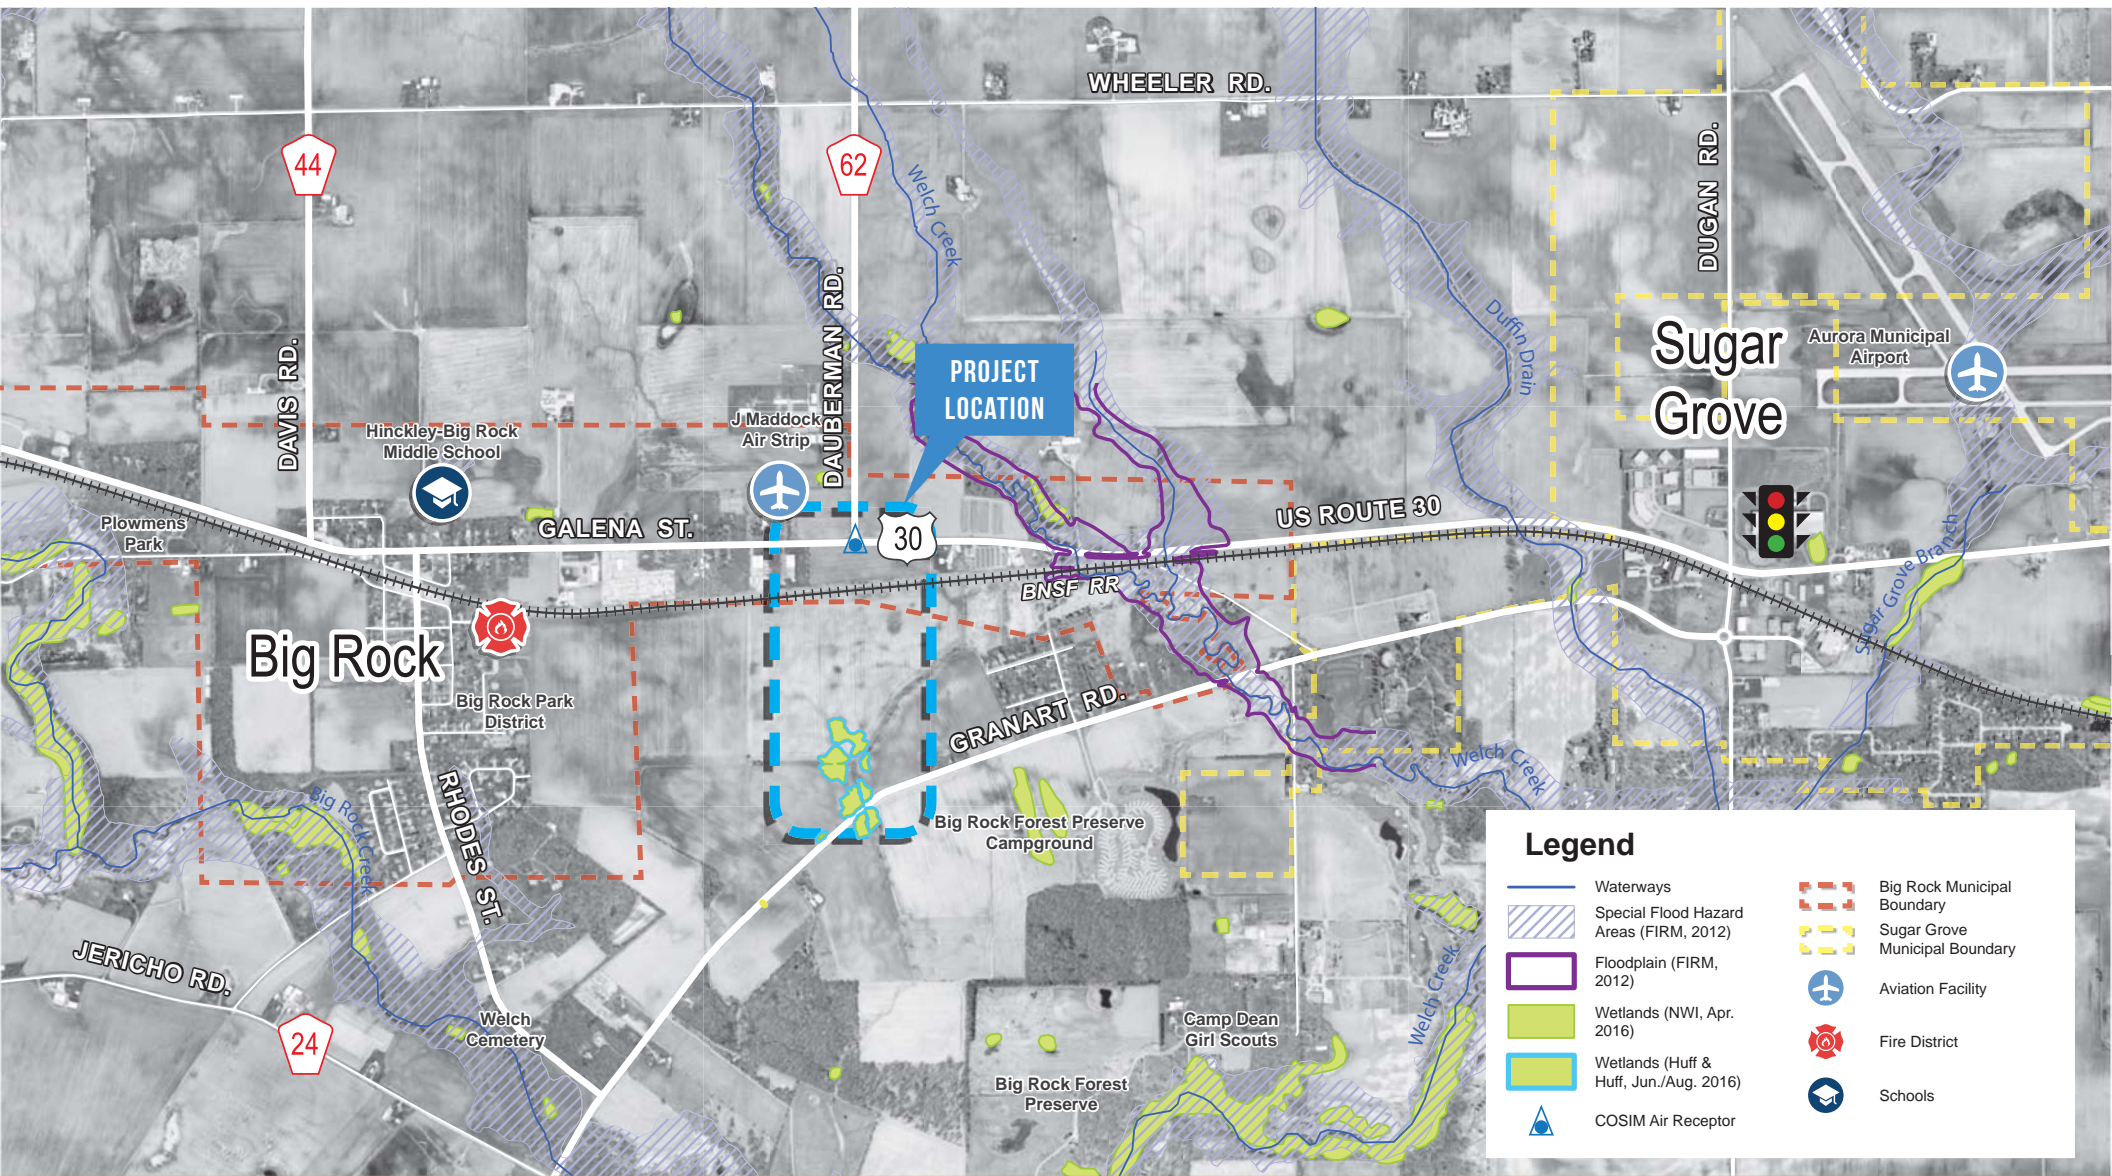 WHEELER RD.
44
62
DUGAN RD.
Welch Creek
DAUBERMAN RD.
Duffin Drain
Sugar
Grove
Aurora Municipal
Airport
PROJECT
LOCATION
DAVIS RD.
Hinckley-Big Rock
Middle School
J Maddock
Air Strip
Plowmens
Park
GALENA ST.
30
US ROUTE 30
BNSF RR
Sugar Grove Branch
Big Rock
Big Rock Park
District
GRANART RD.
Welch Creek
RHODES ST.
Big Rock Creek
Big Rock Forest Preserve
Campground
JERICHO RD.
24
Welch
Cemetery
Camp Dean
Girl Scouts
Welch Creek
Big Rock Forest
Preserve
Legend
Waterways
Special Flood Hazard
Areas (FIRM, 2012)
Floodplain (FIRM,
2012)
Wetlands (NWI, Apr.
2016)
Wetlands (Huff &
Huff, Jun./Aug. 2016)
COSIM Air Receptor
Big Rock Municipal
Boundary
Sugar Grove
Municipal Boundary
Aviation Facility
Fire District
Schools